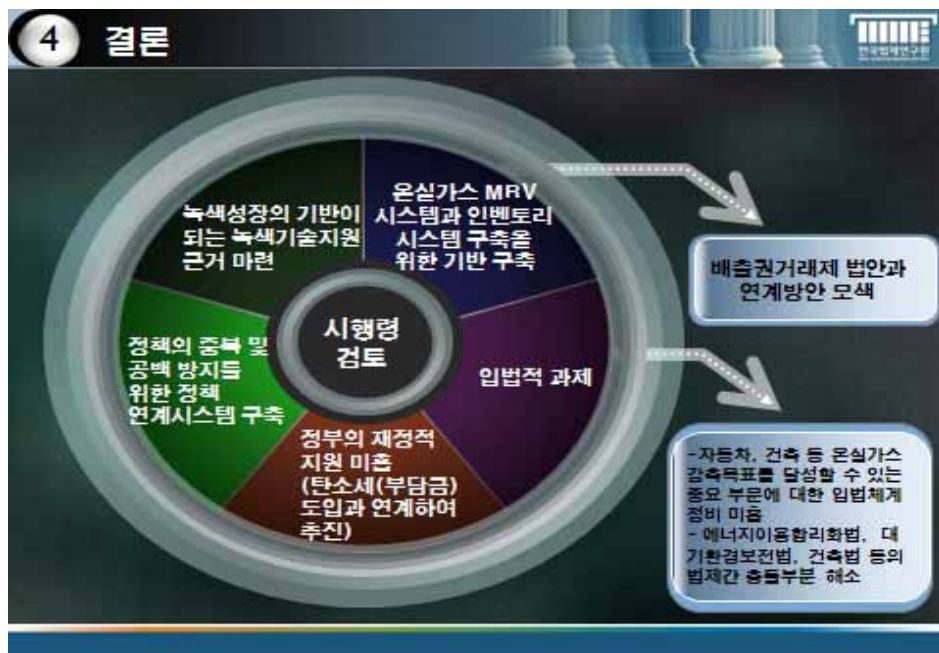 4 결론
한국법제연구원
녹색성장의 기반이
되는 녹색기술지원
근거 마련
온실가스 MRV
시스템과 인벤토리
시스템 구축을
위한 기반 구축
배출권거래제 법안과
연계방안 모색
시행령
검토
정책의 중복 및
공백 방지를
위한 정책
연계시스템 구축
입법적 과제
정부의 재정적
지원 미흡
(탄소세(부담금)
도입과 연계하여
추진)
-자동차, 건축 등 온실가스
감축목표를 달성할 수 있는
중요 부문에 대한 입법체계
정비 미흡
- 에너지이용합리화법, 대
기환경보전법, 건축법 등의
법제간 충돌부분 해소